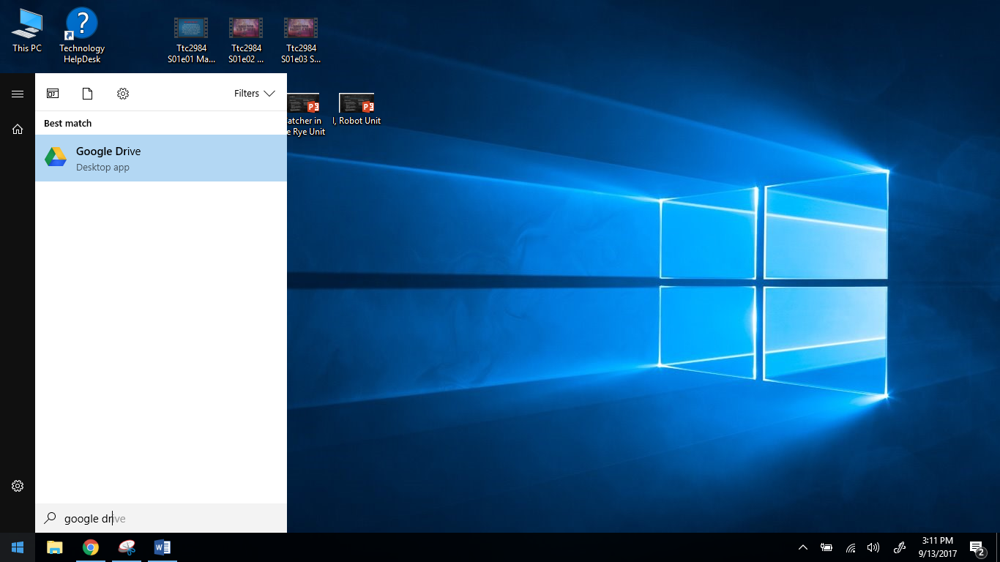 This PC
Technology
HelpDesk
Ttc2984
S01e01 Ma...
Ttc2984
S01e02 ...
Ttc2984
S01e03 S...
Filters
Best match
Google Drive
Desktop app
atcher in
e Rye Unit
I, Robot Unit
google drive
3:11 PM
9/13/2017
2